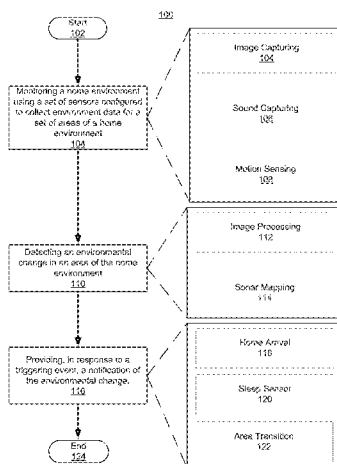 100
Start
102
Monitoring a home environment
using a set of sensors configured
to collect environment data for a
set of areas of a home
environment
104
Image Capturing
104
Sound Capturing
106
Motion Sensing
108
Detecting an environmental
change in an area of the home
environment
110
Image Processing
112
Sonar Mapping
114
Providing, in response to a
triggering event, a notification
of the environmental change.
116
Home Arrival
118
Sleep Sensor
120
Area Transition
122
End
124